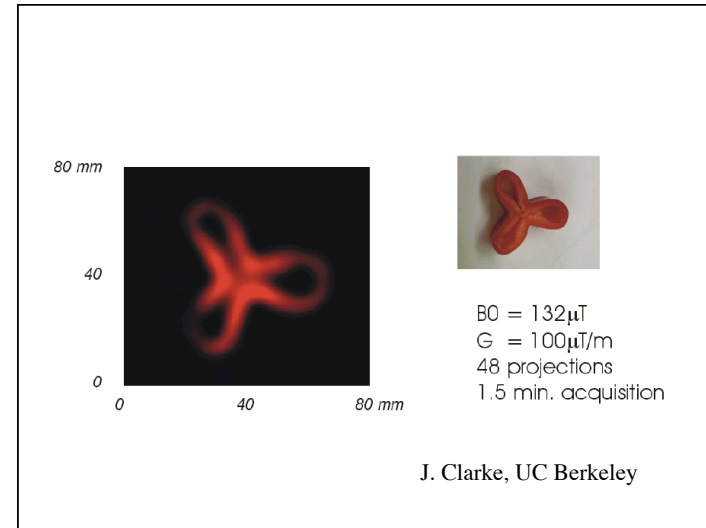 80 mm
40
0
0 40 80 mm
B0 = 132μT
G = 100μT/m
48 projections
1.5 min. acquisition
J. Clarke, UC Berkeley